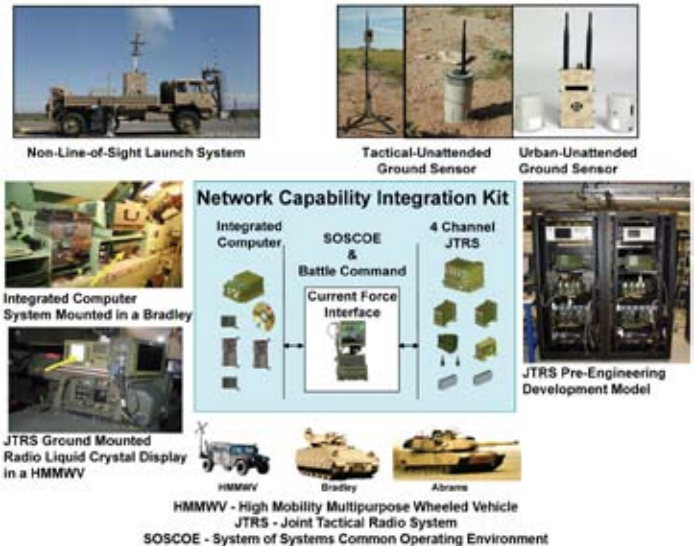 Non-Line-of-Sight Launch System
Tactical-Unattended
Ground Sensor
Urban-Unattended
Ground Sensor
Network Capability Integration Kit
Integrated
Computer
SOSCOE
&
Battle Command
4 Channel
JTRS
Current Force
Interface
Integrated Computer
System Mounted in a Bradley
JTRS Pre-Engineering
Development Model
JTRS Ground Mounted
Radio Liquid Crystal Display
in a HMMWV
HMMWV
Bradley
Abrams
HMMWV - High Mobility Multipurpose Wheeled Vehicle
JTRS - Joint Tactical Radio System
SOSCOE - System of Systems Common Operating Environment